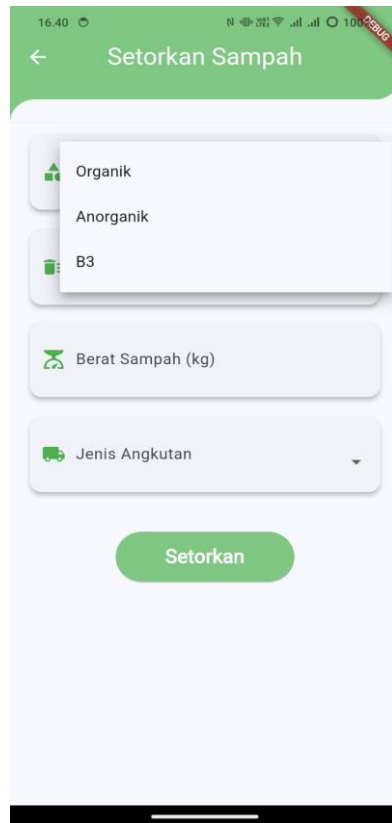 16.40
DEBUG
Setorkan Sampah
Organik
Anorganik
B3
Berat Sampah (kg)
Jenis Angkutan
Setorkan